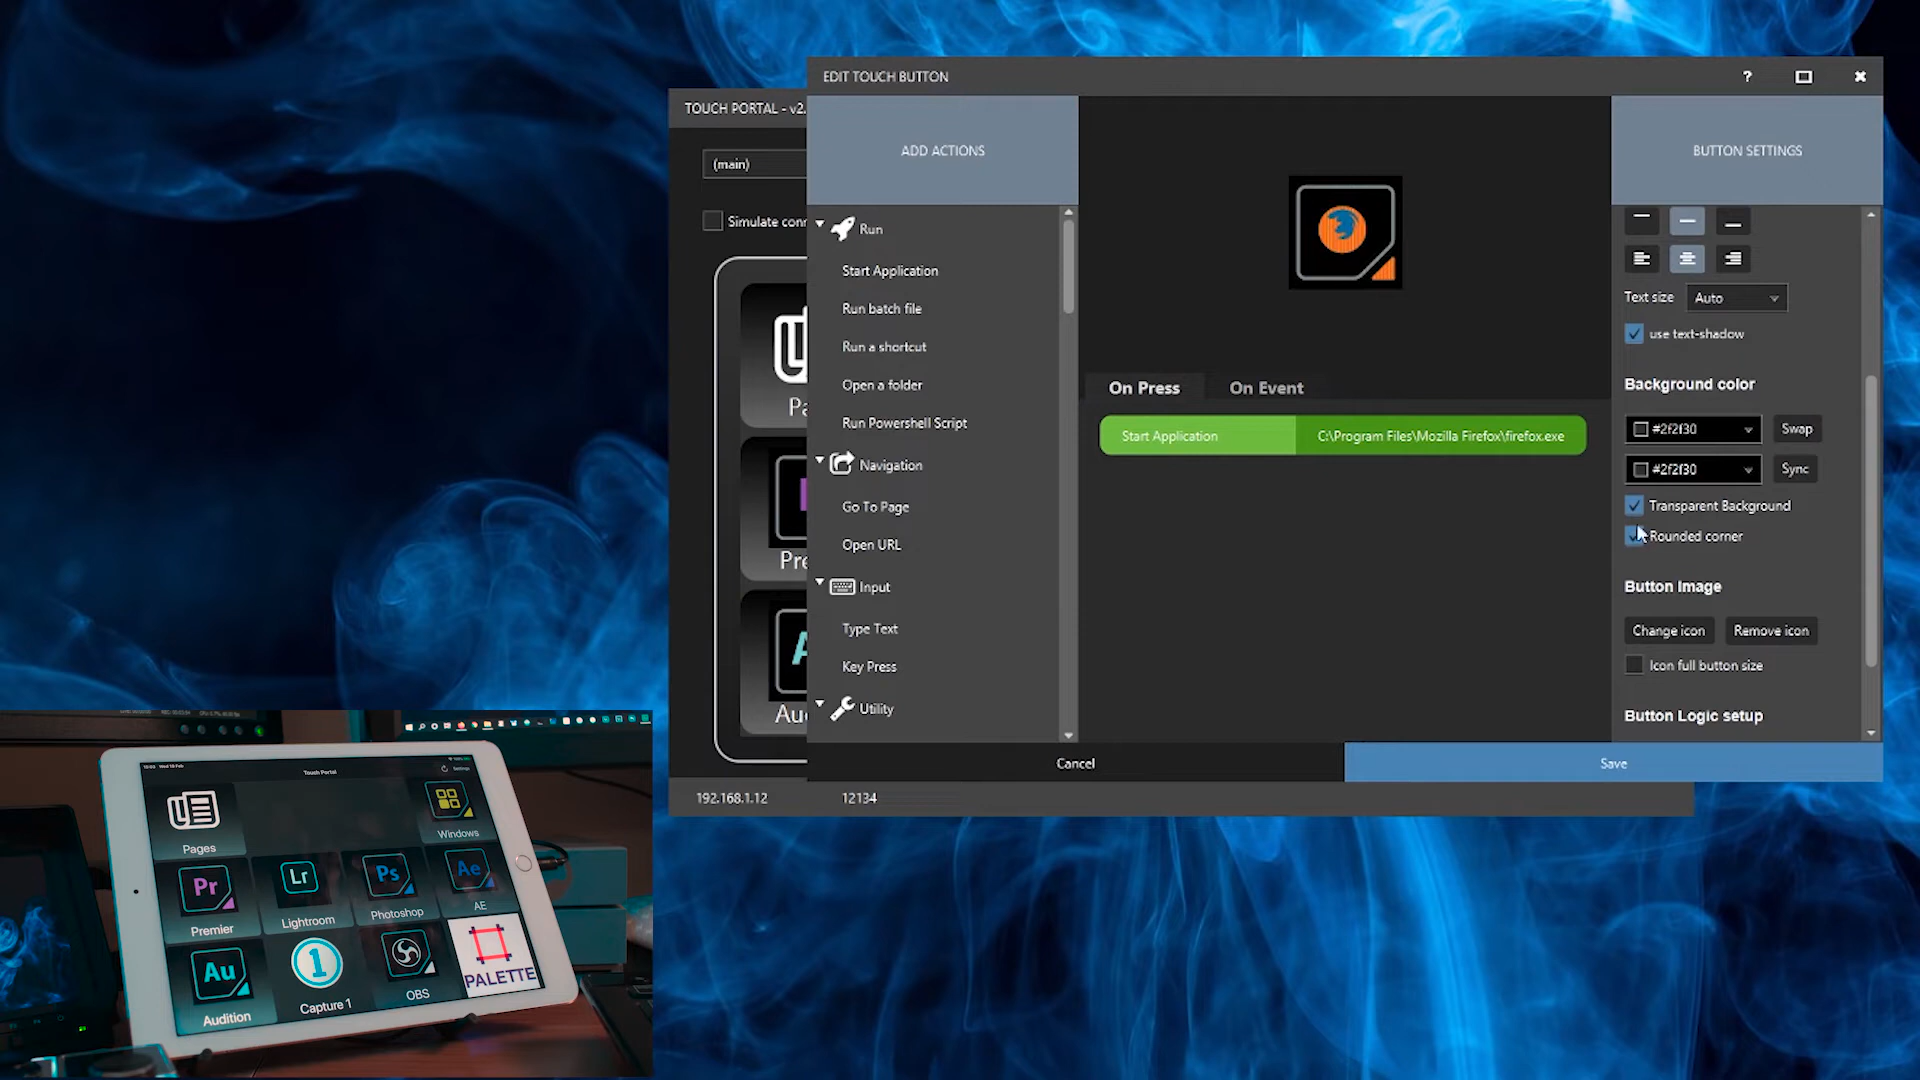 EDIT TOUCH BUTTON
?
TOUCH PORTAL - v2.
(main)
Simulate conn
Pa
Pre
Au
192.168.1.12
12134
ADD ACTIONS
Run
Start Application
Run batch file
Run a shortcut
Open a folder
Run Powershell Script
Navigation
Go To Page
Open URL
Input
Type Text
Key Press
Utility
On Press
On Event
Start Application
C:\Program Files\Mozilla Firefox\firefox.exe
Cancel
Save
BUTTON SETTINGS
Text size
Auto
use text-shadow
Background color
#2f2f30
Swap
#2f2f30
Sync
Transparent Background
Rounded corner
Button Image
Change icon
Remove icon
Icon full button size
Button Logic setup
Touch Portal
Settings
Pages
Windows
Pr
Premier
Lr
Lightroom
Ps
Photoshop
Ae
AE
Au
Audition
1
Capture 1
OBS
PALETTE